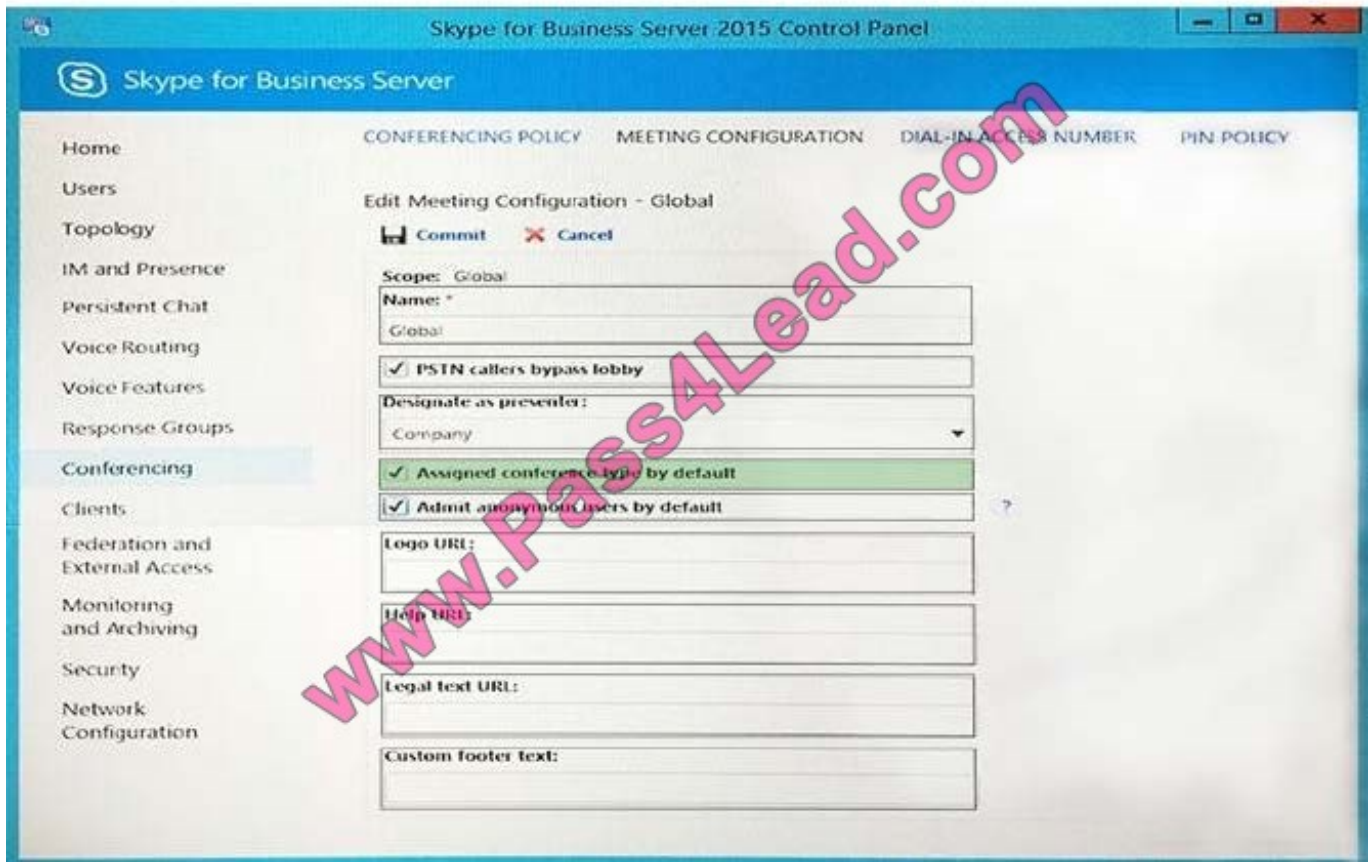 Skype for Business Server 2015 Control Panel
Skype for Business Server
Home
Users
Topology
IM and Presence
Persistent Chat
Voice Routing
Voice Features
Response Groups
Conferencing
Clients
Federation and
External Access
Monitoring
and Archiving
Security
Network
Configuration
CONFERENCING POLICY MEETING CONFIGURATION DIAL-IN ACCESS NUMBER PIN POLICY
Edit Meeting Configuration - Global
Commit Cancel
Scope: Global
Name: *
Global
PSTN callers bypass lobby
Designate as presenter:
Company
Assigned conference type by default
Admit anonymous users by default
?
Logo URL:
Help URL:
Legal text URL:
Custom footer text:
www.Pass4Lead.com